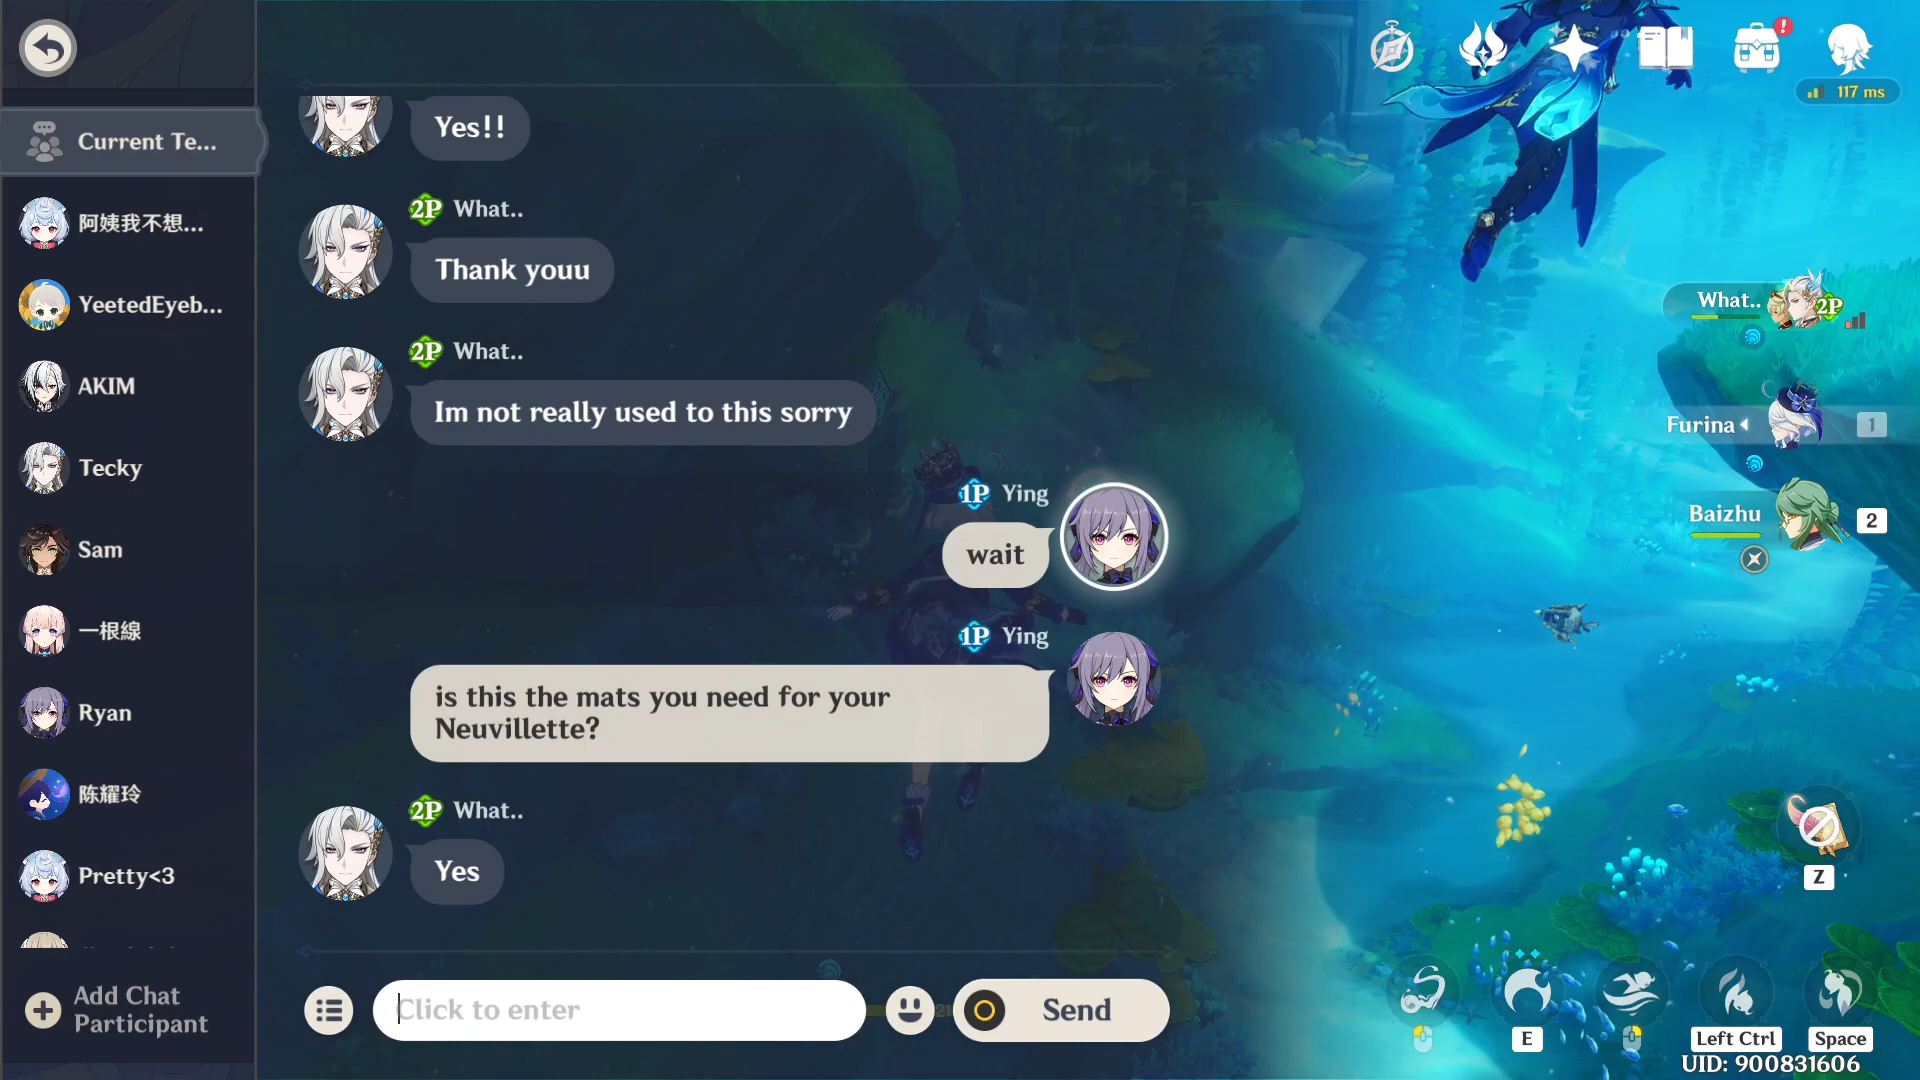 Current Te...
阿姨我不想...
YeetedEyeb...
AKIM
Tecky
Sam
一根線
Ryan
陈耀玲
Pretty<3
Add Chat
Participant
Yes!!
2P What..
Thank youu
2P What..
Im not really used to this sorry
1P Ying
wait
1P Ying
is this the mats you need for your
Neuvillette?
2P What..
Yes
Click to enter
Send
117 ms
What.. 2P
Furina 1
Baizhu 2
Z
E
Left Ctrl
Space
UID: 900831606